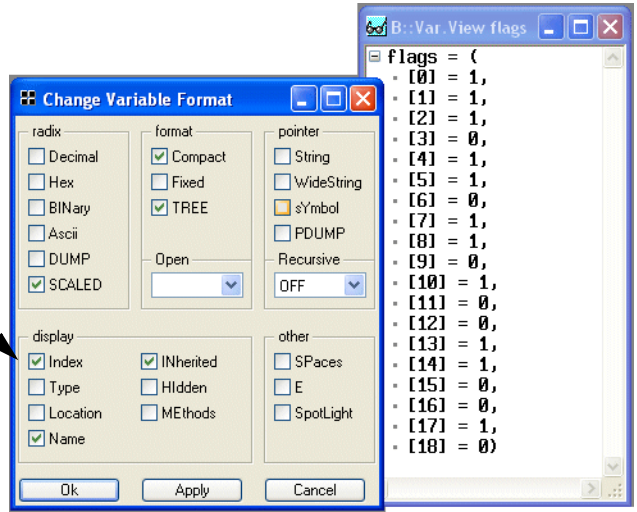 B::Var.View flags
flags = (
[0] = 1,
[1] = 1,
[2] = 1,
[3] = 0,
[4] = 1,
[5] = 1,
[6] = 0,
[7] = 1,
[8] = 1,
[9] = 0,
[10] = 1,
[11] = 0,
[12] = 0,
[13] = 1,
[14] = 1,
[15] = 0,
[16] = 0,
[17] = 1,
[18] = 0)
Change Variable Format
radix
Decimal
Hex
BINary
Ascii
DUMP
SCALED
format
Compact
Fixed
TREE
Open
pointer
String
WideString
sYmbol
PDUMP
Recursive
OFF
display
Index
Type
Location
Name
INherited
HIdden
MEthods
other
SPaces
E
SpotLight
Ok
Apply
Cancel